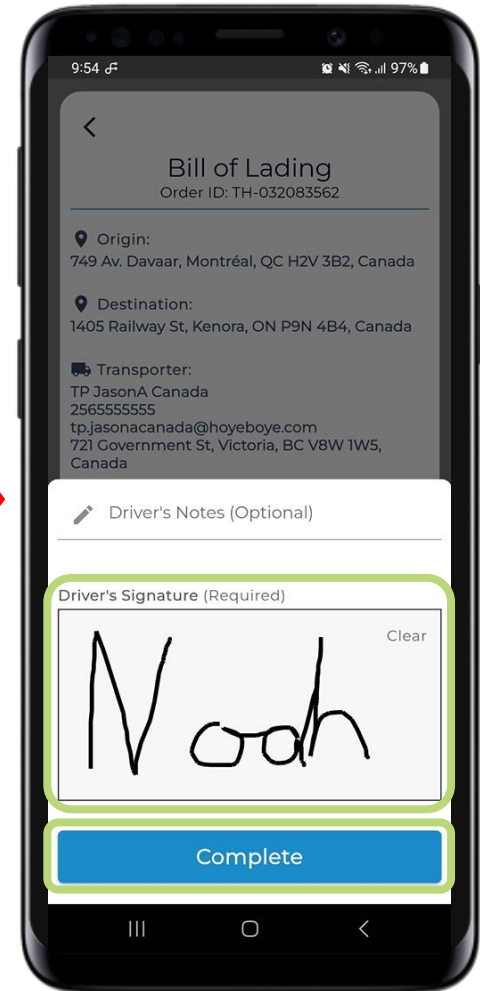 9:54
97%
Bill of Lading
Order ID: TH-032083562
Origin:
749 Av. Davaar, Montréal, QC H2V 3B2, Canada
Destination:
1405 Railway St, Kenora, ON P9N 4B4, Canada
Transporter:
TP JasonA Canada
2565555555
tp.jasonacanada@hoyeboye.com
721 Government St, Victoria, BC V8W 1W5,
Canada
Driver's Notes (Optional)
Driver's Signature (Required)
Clear
Noah
Complete